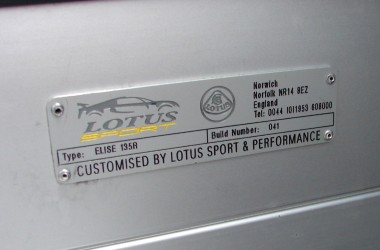 LOTUS
SPORT
LOTUS
Norwich
Norfolk NR14 8EZ
England
Tel: 0044 (0)1953 608000
Type: ELISE 135R
Build Number: 041
CUSTOMISED BY LOTUS SPORT & PERFORMANCE